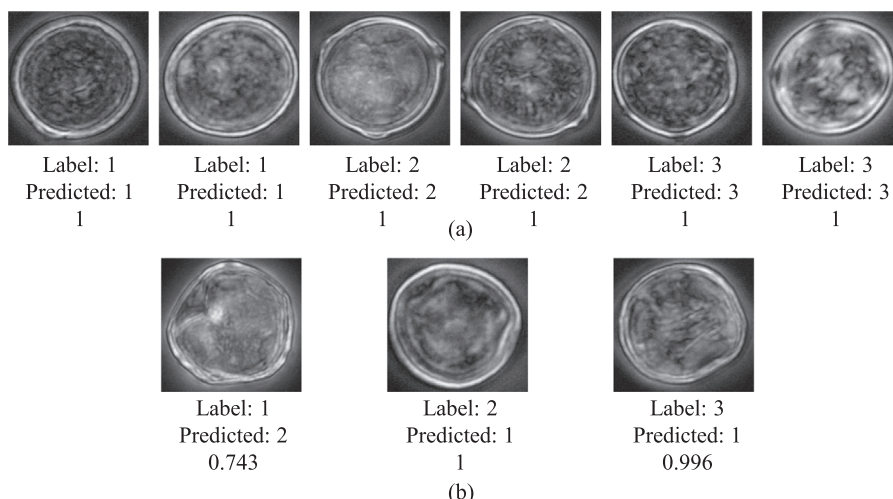 Label: 1 Label: 1 Label: 2 Label: 2 Label: 3 Label: 3
Predicted: 1 Predicted: 1 Predicted: 2 Predicted: 2 Predicted: 3 Predicted: 3
1 1 1 1 1 1
(a)
Label: 1 Label: 2 Label: 3
Predicted: 2 Predicted: 1 Predicted: 1
0.743 1 0.996
(b)